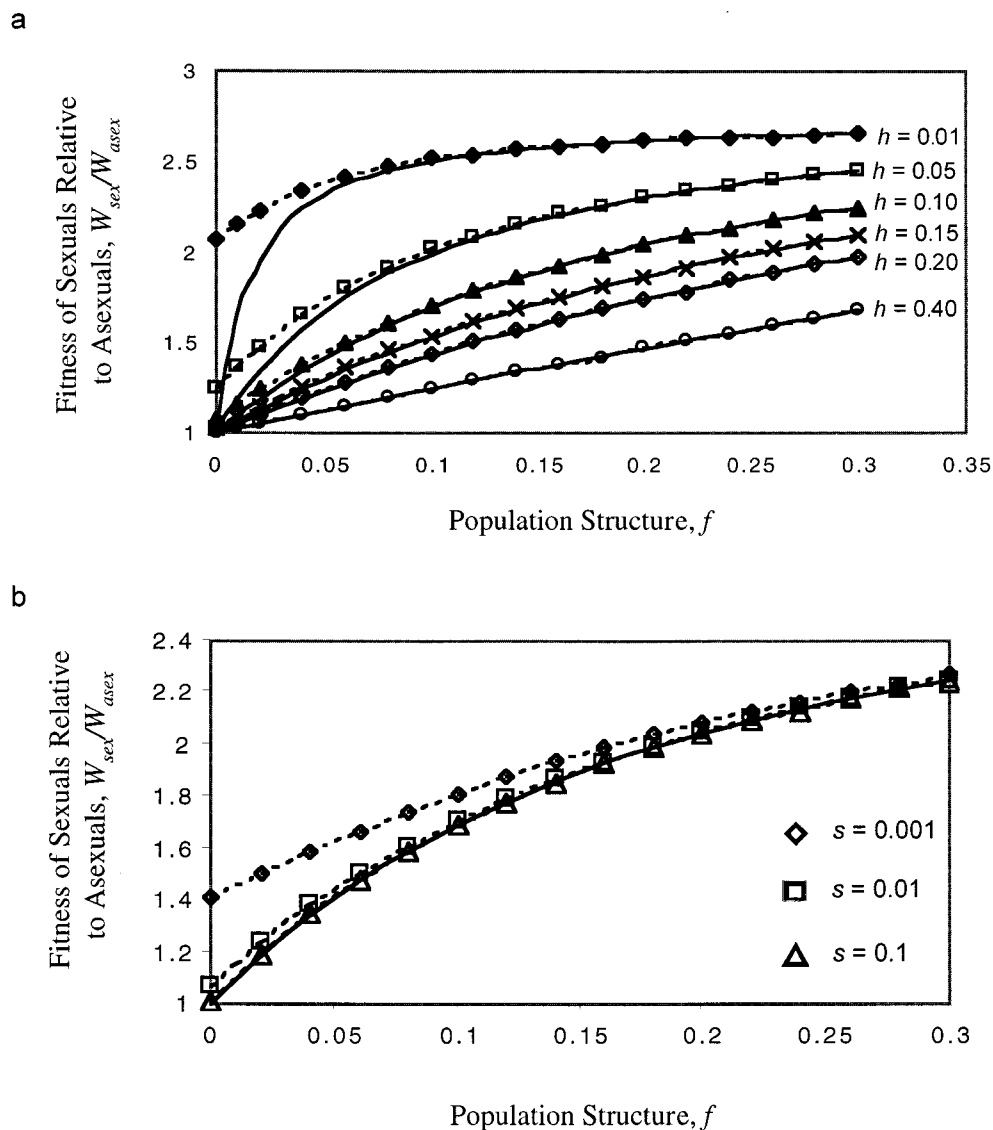 a
Fitness of Sexuals Relative
to Asexuals, Wsex/Wasex
3
2.5
2
1.5
1
h = 0.01
h = 0.05
h = 0.10
h = 0.15
h = 0.20
h = 0.40
0 0.05 0.1 0.15 0.2 0.25 0.3 0.35
Population Structure, f
b
Fitness of Sexuals Relative
to Asexuals, Wsex/Wasex
2.4
2.2
2
1.8
1.6
1.4
1.2
1
s = 0.001
s = 0.01
s = 0.1
0 0.05 0.1 0.15 0.2 0.25 0.3
Population Structure, f